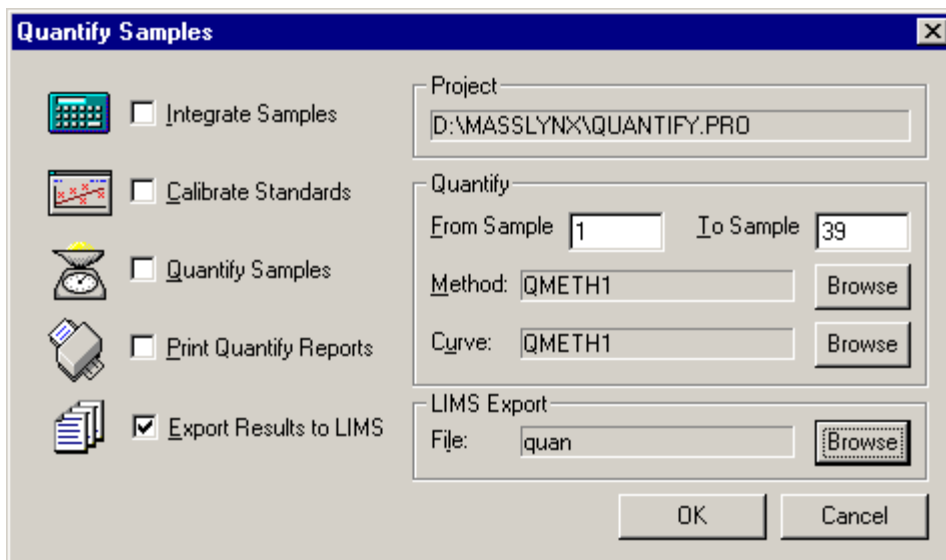 Quantify Samples
Integrate Samples
Calibrate Standards
Quantify Samples
Print Quantify Reports
Export Results to LIMS
Project
D:\MASSLYNX\QUANTIFY.PRO
Quantify
From Sample 1 To Sample 39
Method: QMETH1 Browse
Curve: QMETH1 Browse
LIMS Export
File: quan Browse
OK Cancel